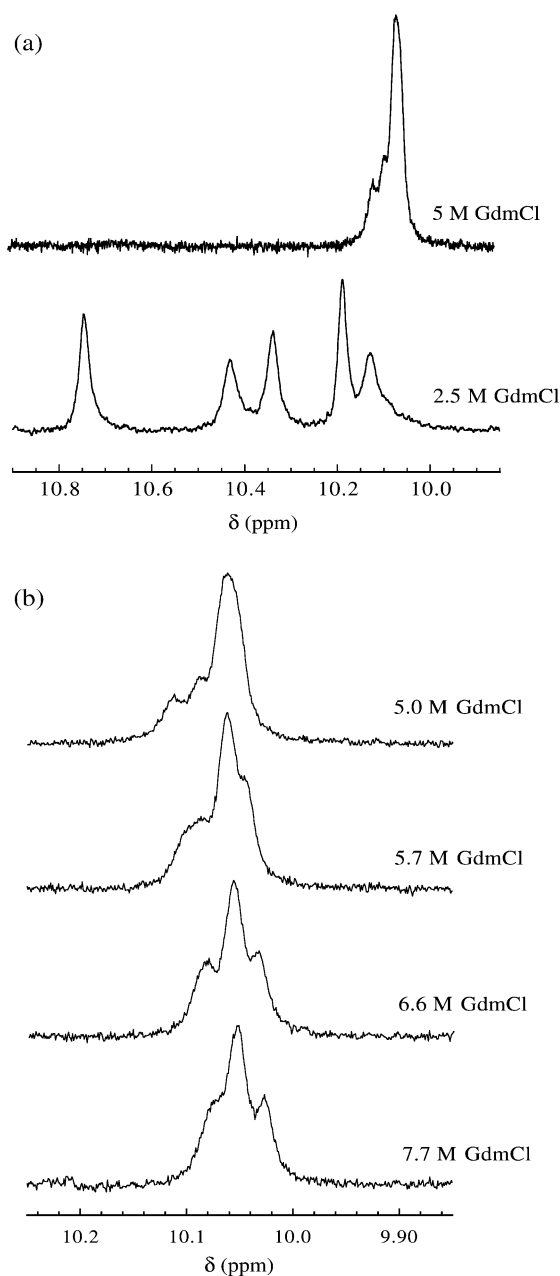 (a)
5 M GdmCl
2.5 M GdmCl
10.8 10.6 10.4 10.2 10.0
δ (ppm)
(b)
5.0 M GdmCl
5.7 M GdmCl
6.6 M GdmCl
7.7 M GdmCl
10.2 10.1 10.0 9.90
δ (ppm)